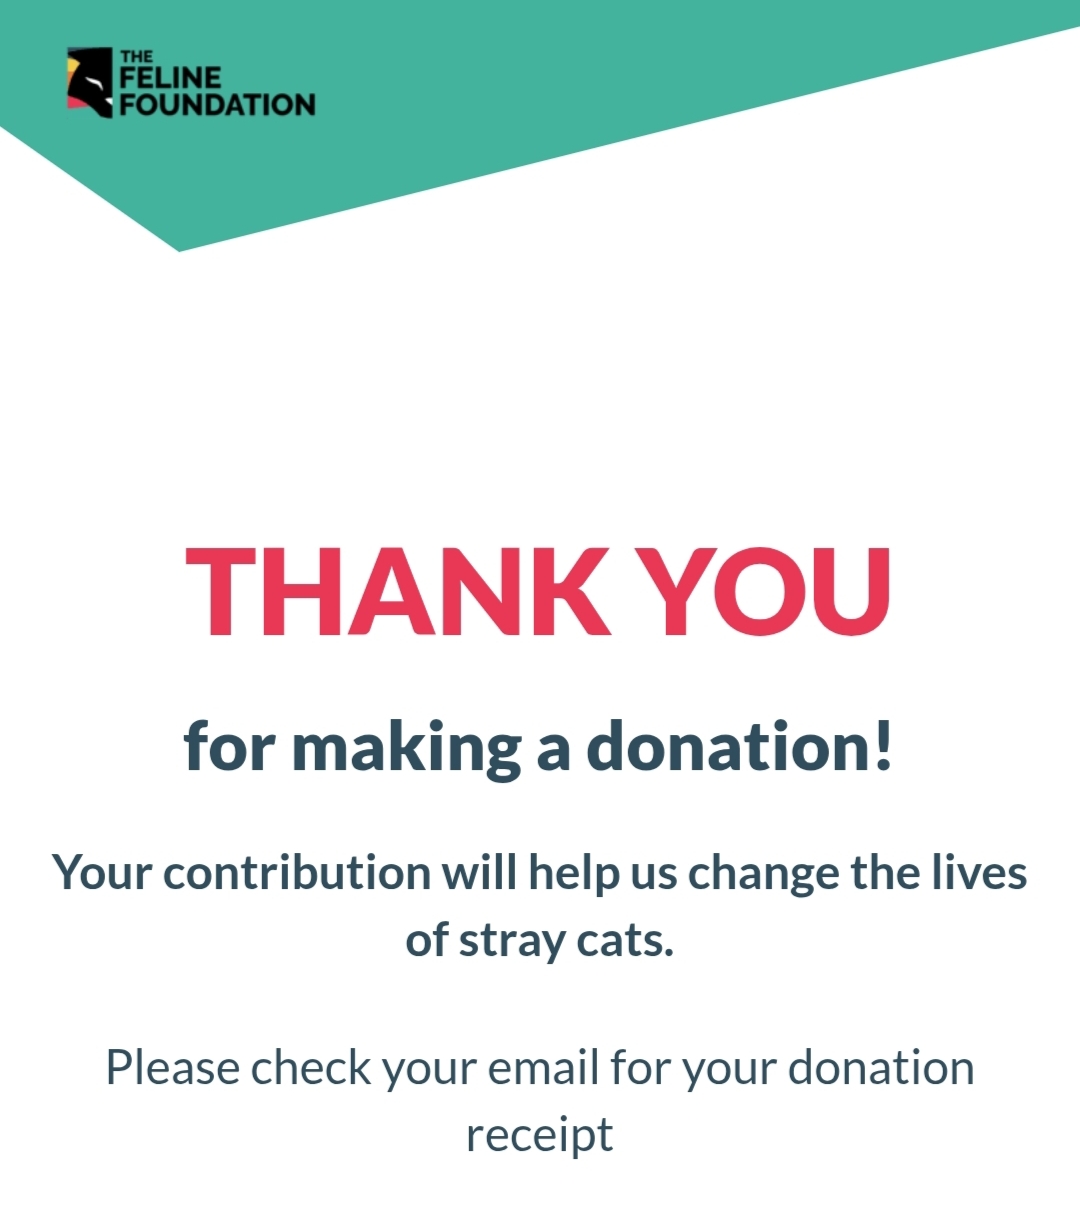 THE
FELINE
FOUNDATION
THANK YOU
for making a donation!
Your contribution will help us change the lives
of stray cats.
Please check your email for your donation
receipt